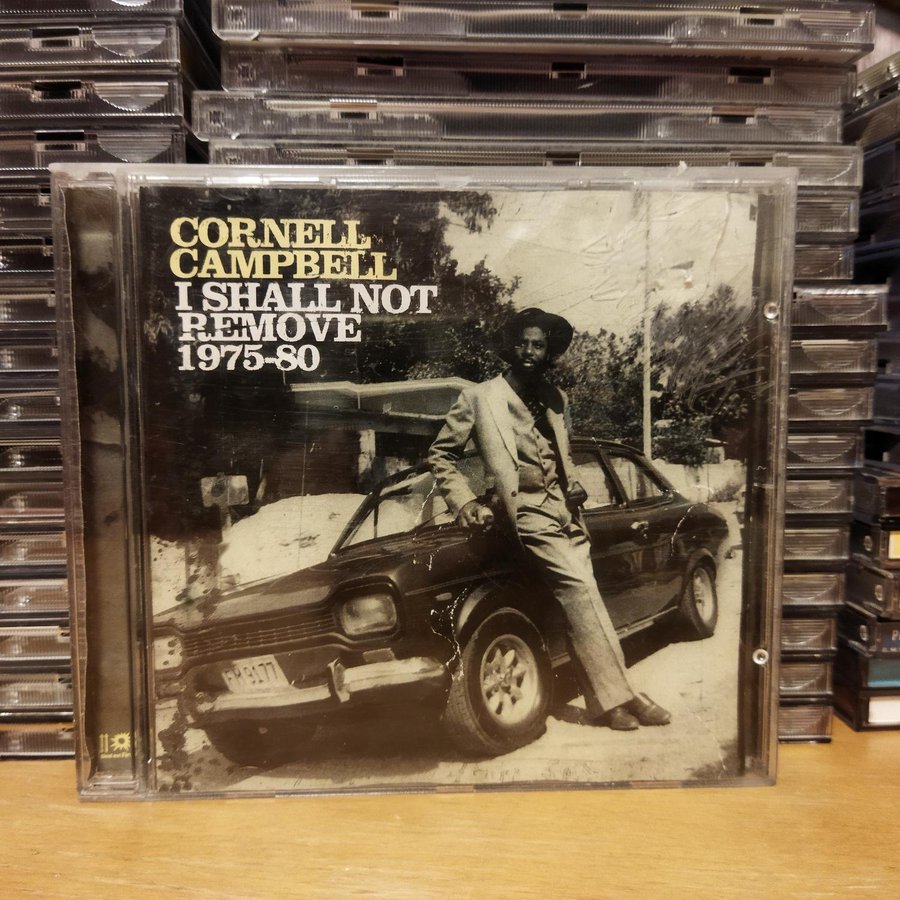 CORNELL
CAMPBELL
I SHALL NOT
REMOVE
1975-80